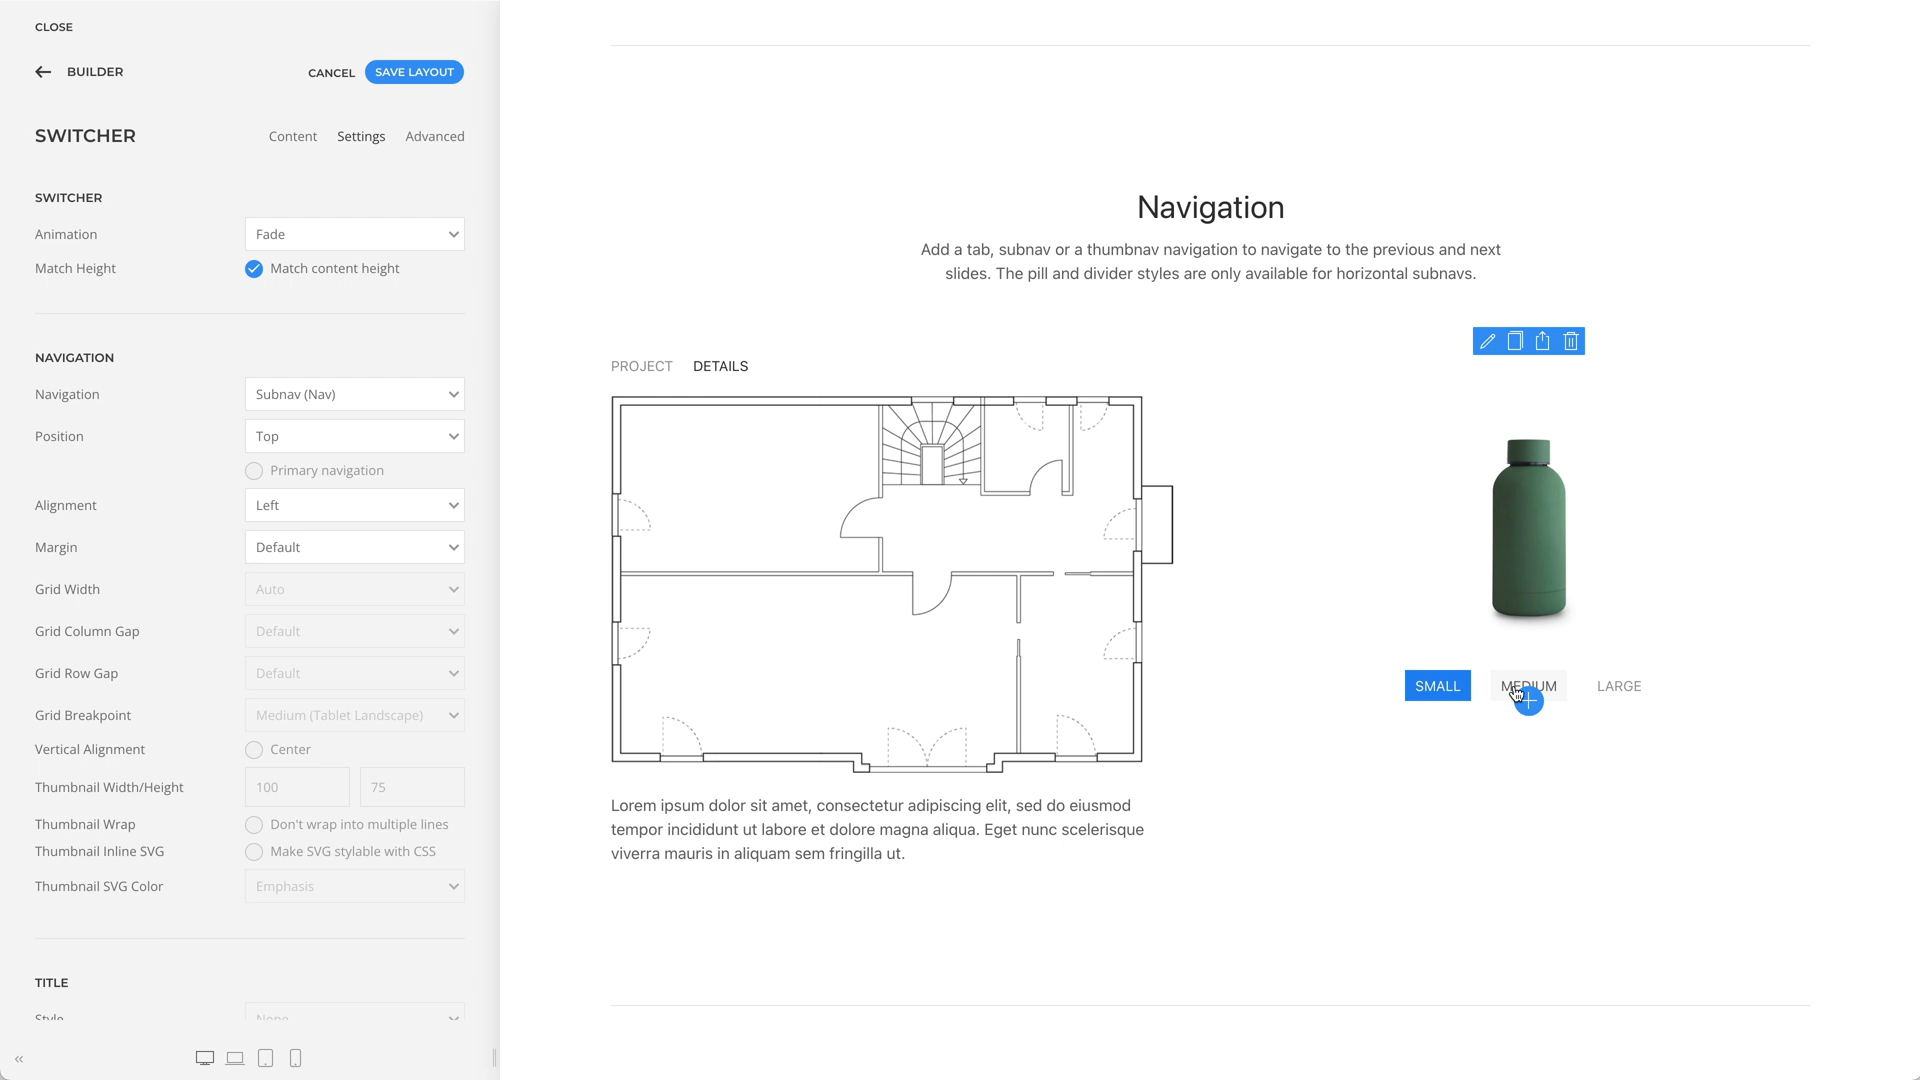 CLOSE
BUILDER
CANCEL
SAVE LAYOUT
SWITCHER
Content
Settings
Advanced
SWITCHER
Animation
Fade
Match Height
Match content height
NAVIGATION
Navigation
Subnav (Nav)
Position
Top
Primary navigation
Alignment
Left
Margin
Default
Grid Width
Auto
Grid Column Gap
Default
Grid Row Gap
Default
Grid Breakpoint
Medium (Tablet Landscape)
Vertical Alignment
Center
Thumbnail Width/Height
100
75
Thumbnail Wrap
Don't wrap into multiple lines
Thumbnail Inline SVG
Make SVG stylable with CSS
Thumbnail SVG Color
Emphasis
TITLE
Style
None
Navigation
Add a tab, subnav or a thumbnav navigation to navigate to the previous and next
slides. The pill and divider styles are only available for horizontal subnavs.
PROJECT
DETAILS
Lorem ipsum dolor sit amet, consectetur adipiscing elit, sed do eiusmod
tempor incididunt ut labore et dolore magna aliqua. Eget nunc scelerisque
viverra mauris in aliquam sem fringilla ut.
SMALL
MEDIUM
LARGE